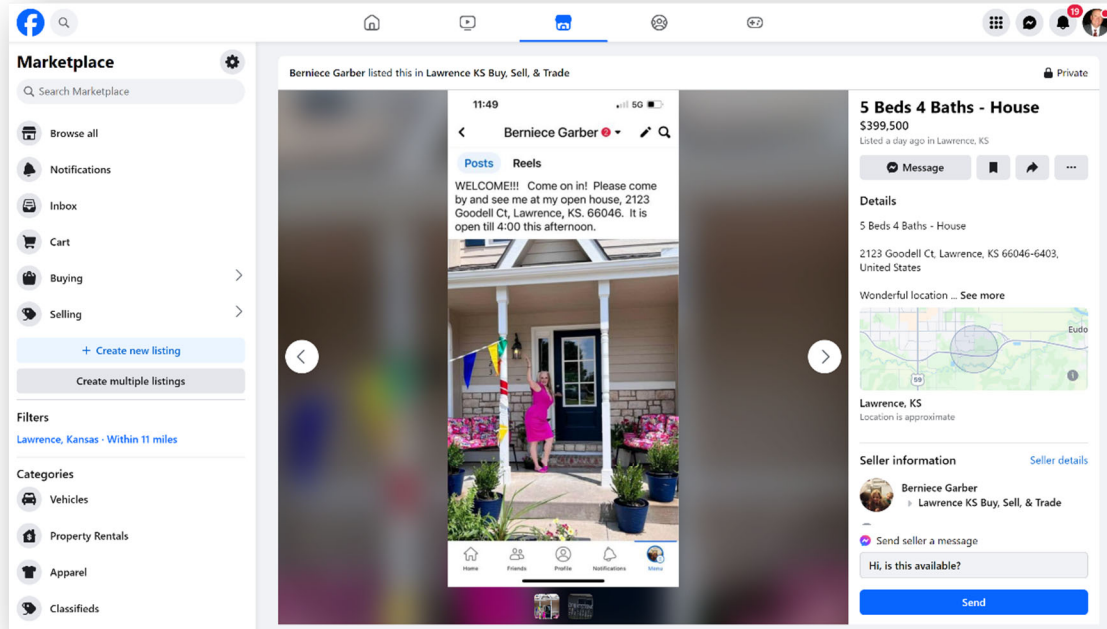 19
Marketplace
Search Marketplace
Browse all
Notifications
Inbox
Cart
Buying
Selling
+ Create new listing
Create multiple listings
Filters
Lawrence, Kansas · Within 11 miles
Categories
Vehicles
Property Rentals
Apparel
Classifieds
Berniece Garber listed this in Lawrence KS Buy, Sell, & Trade
Private
11:49
5G
Berniece Garber 2
Posts Reels
WELCOME!!! Come on in! Please come
by and see me at my open house, 2123
Goodell Ct, Lawrence, KS. 66046. It is
open till 4:00 this afternoon.
Home Friends Profile Notifications Menu
5 Beds 4 Baths - House
$399,500
Listed a day ago in Lawrence, KS
Message
Details
5 Beds 4 Baths - House
2123 Goodell Ct, Lawrence, KS 66046-6403,
United States
Wonderful location ... See more
Eudo
59
Lawrence, KS
Location is approximate
Seller information Seller details
Berniece Garber
Lawrence KS Buy, Sell, & Trade
Send seller a message
Hi, is this available?
Send